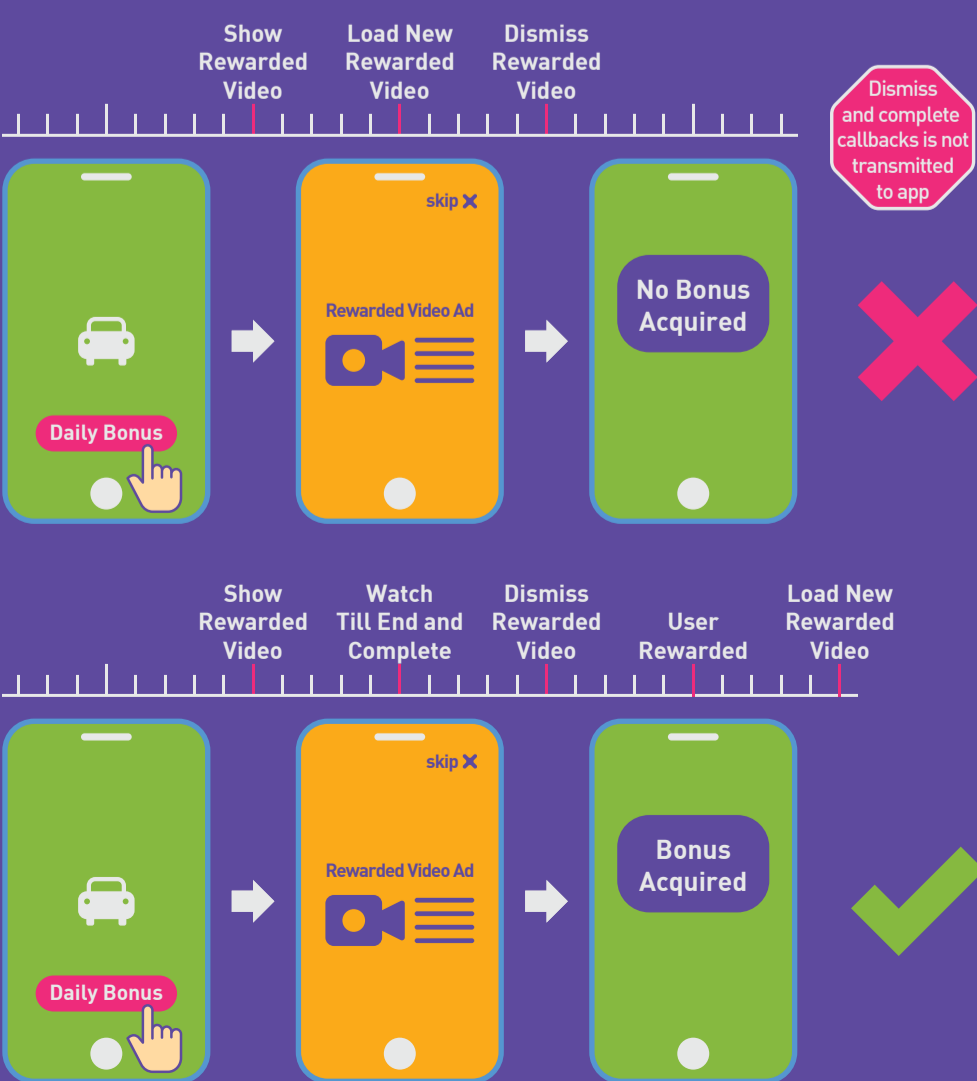 Show
Rewarded
Video
Load New
Rewarded
Video
Dismiss
Rewarded
Video
Dismiss
and complete
callbacks is not
transmitted
to app
skip
Rewarded Video Ad
No Bonus
Acquired
Daily Bonus
Show
Rewarded
Video
Watch
Till End and
Complete
Dismiss
Rewarded
Video
User
Rewarded
Load New
Rewarded
Video
skip
Rewarded Video Ad
Bonus
Acquired
Daily Bonus